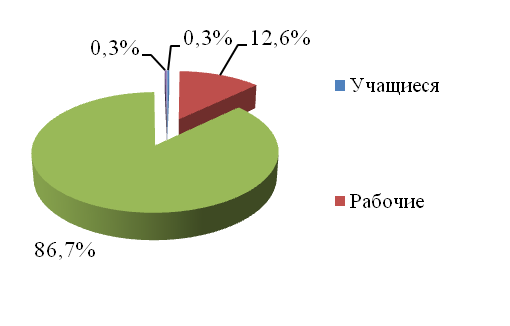 0,3%
0,3%
12,6%
Учащиеся
Рабочие
86,7%